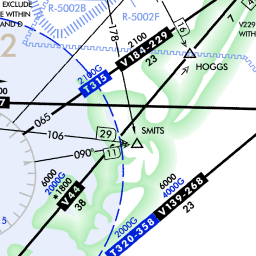 EXCLUDE
E WITHIN
AND D
R-5002B
R-5002F
2
178
16
7
V229
WITH
2100
2100G
V184-229
T315
23
HOGGS
7
065
106
29
SMITS
11
090°
6000
2000G
*1800
V44
38
6000
4000G
V139-268
23
2000G
T320-358